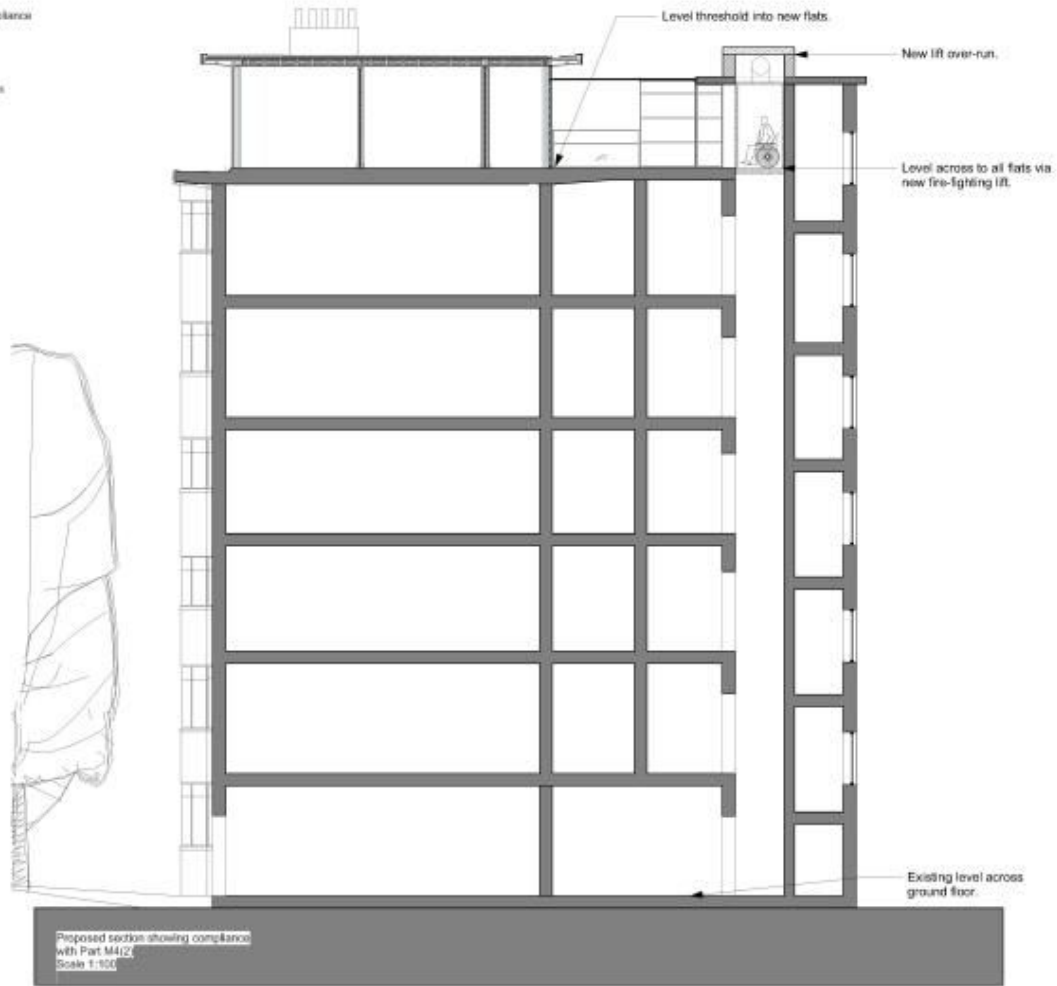 Level threshold into new flats.
New lift over-run.
Level across to all flats via
new fire-fighting lift.
Existing level across
ground floor.
Proposed section showing compliance
with Part M4(2)
Scale 1:100